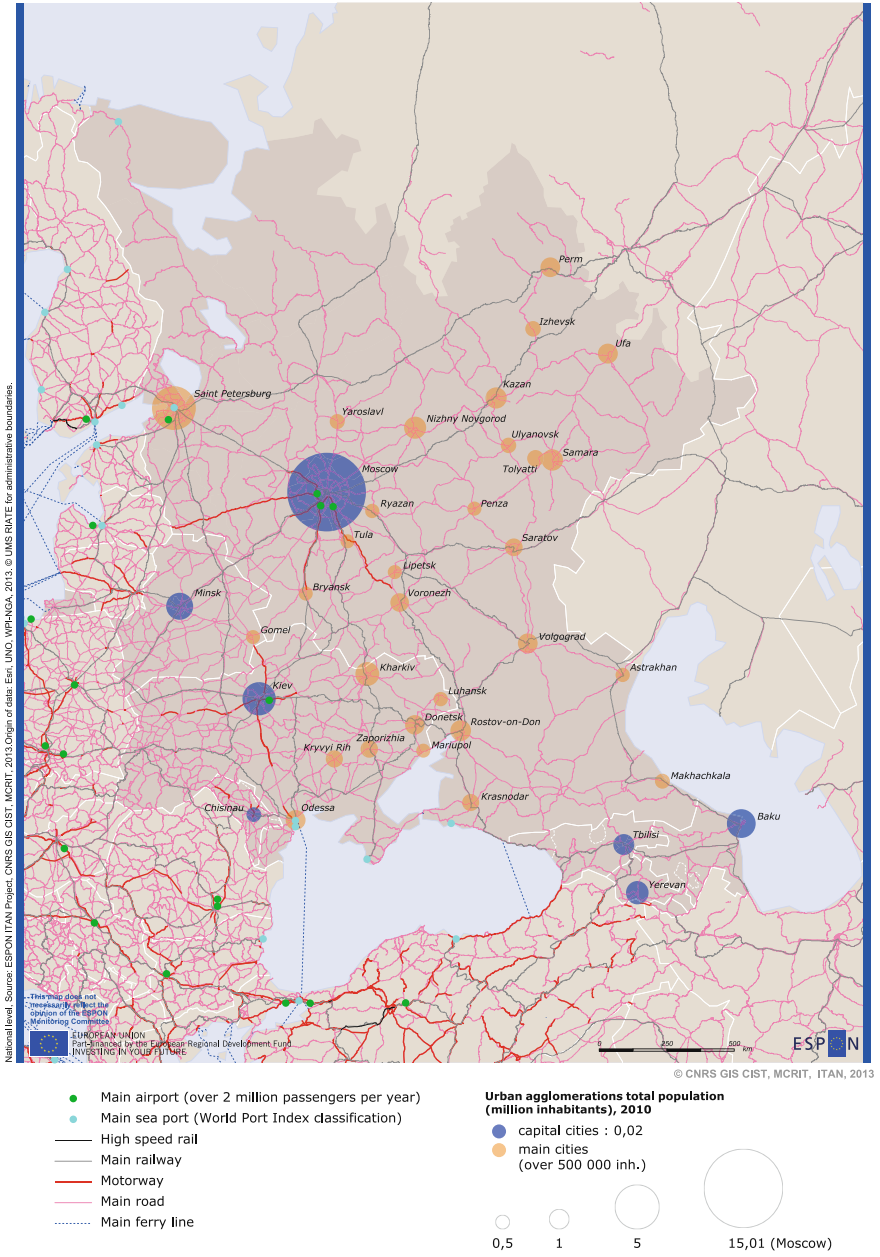 Perm
Izhevsk
Ufa
Kazan
Saint Petersburg
Yaroslavl
Nizhny Novgorod
Ulyanovsk
Tolyatti
Samara
Moscow
Ryazan
Penza
Tula
Saratov
Lipetsk
Bryansk
Voronezh
Minsk
Gomel
Volgograd
Kharkiv
Astrakhan
Kiev
Luhansk
Donetsk
Rostov-on-Don
Zaporizhia
Kryvyi Rih
Mariupol
Makhachkala
Krasnodar
Chisinau
Odessa
Baku
Tbilisi
Yerevan
National level, Source: ESPON ITAN Project, CNRS GIS CIST, MCRIT, 2013.Origin of data: Esri, UNO, WPI-NGA, 2013. © UMS RIATE for administrative boundaries.
This map does not
necessarily reflect the
opinion of the ESPON
Monitoring Committee
EUROPEAN UNION
Part-financed by the European Regional Development Fund
INVESTING IN YOUR FUTURE
0 250 500
km
ESPON
© CNRS GIS CIST, MCRIT, ITAN, 2013
Main airport (over 2 million passengers per year)
Main sea port (World Port Index classification)
High speed rail
Main railway
Motorway
Main road
Main ferry line
Urban agglomerations total population
(million inhabitants), 2010
capital cities : 0,02
main cities
(over 500 000 inh.)
0,5 1 5 15,01 (Moscow)